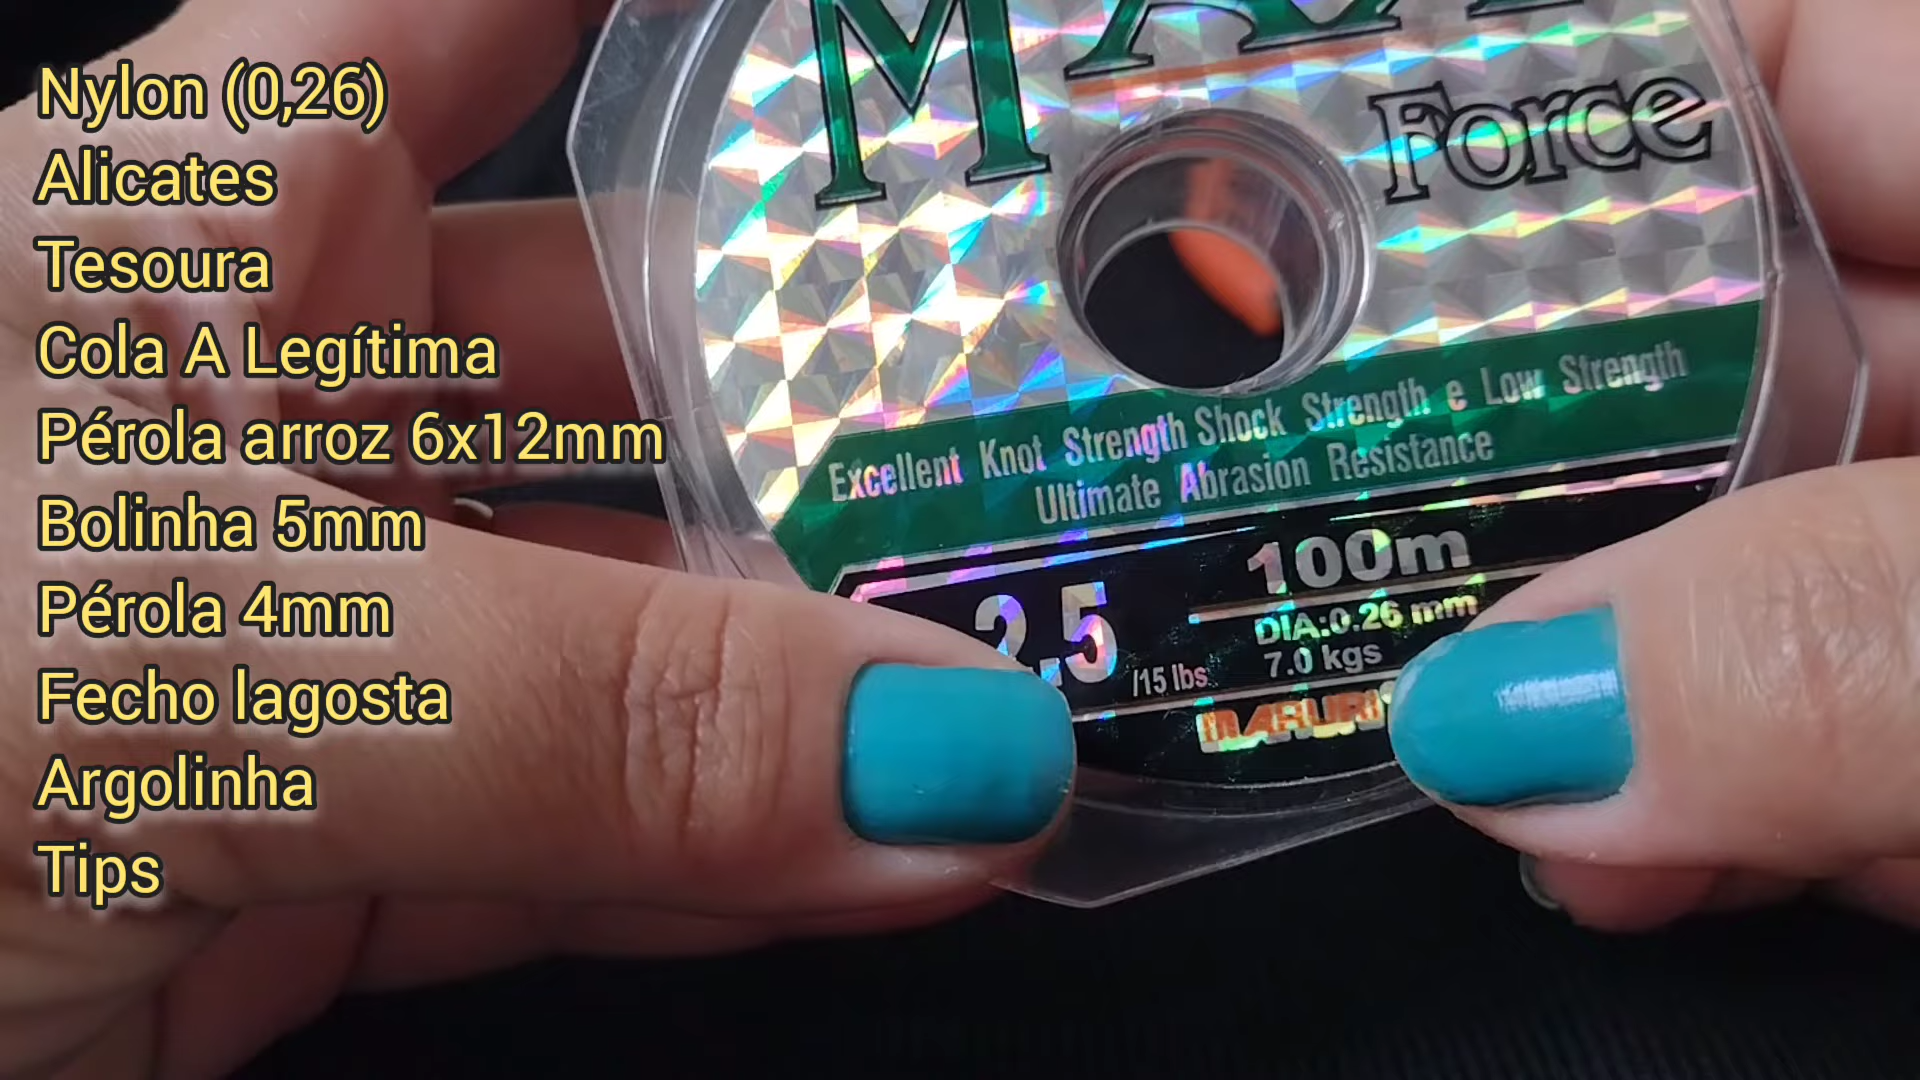 Nylon (0,26)
Alicates
Tesoura
Cola A Legítima
Pérola arroz 6x12mm
Bolinha 5mm
Pérola 4mm
Fecho lagosta
Argolinha
Tips
Force
Excellent Knot Strength Shock Strength e Low Strength
Ultimate Abrasion Resistance
100m
2.5
/15 lbs
DIA:0.26 mm
7.0 kgs